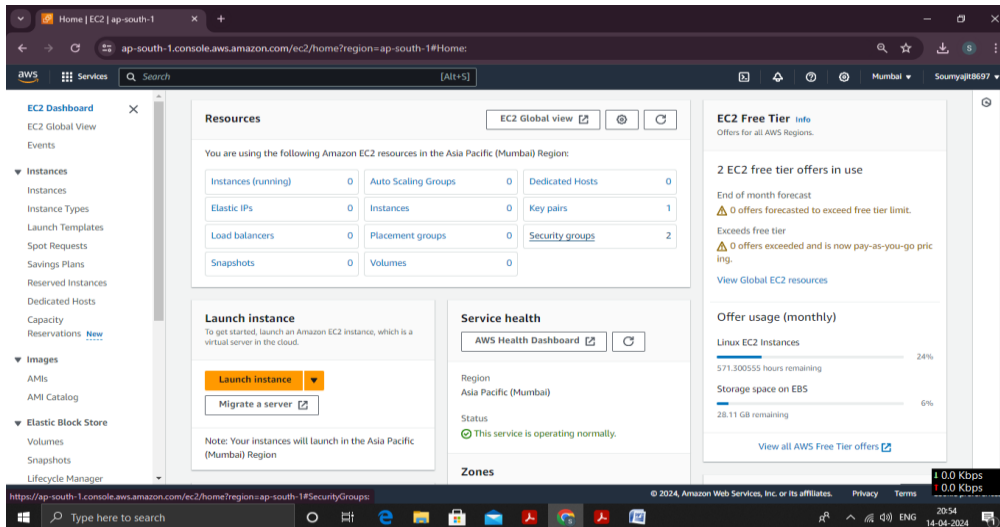 Home | EC2 | ap-south-1
ap-south-1.console.aws.amazon.com/ec2/home?region=ap-south-1#Home:
S
aws
Services
Search
[Alt+S]
Mumbai
Soumyajit8697
EC2 Dashboard
EC2 Global View
Events
Instances
Instances
Instance Types
Launch Templates
Spot Requests
Savings Plans
Reserved Instances
Dedicated Hosts
Capacity
Reservations New
Images
AMIs
AMI Catalog
Elastic Block Store
Volumes
Snapshots
Lifecycle Manager
Resources
EC2 Global view
You are using the following Amazon EC2 resources in the Asia Pacific (Mumbai) Region:
Instances (running) 0 Auto Scaling Groups 0 Dedicated Hosts 0
Elastic IPs 0 Instances 0 Key pairs 1
Load balancers 0 Placement groups 0 Security groups 2
Snapshots 0 Volumes 0
Launch instance
To get started, launch an Amazon EC2 instance, which is a
virtual server in the cloud.
Launch instance
Migrate a server
Note: Your instances will launch in the Asia Pacific
(Mumbai) Region
Service health
AWS Health Dashboard
Region
Asia Pacific (Mumbai)
Status
This service is operating normally.
Zones
EC2 Free Tier Info
Offers for all AWS Regions.
2 EC2 free tier offers in use
End of month forecast
0 offers forecasted to exceed free tier limit.
Exceeds free tier
0 offers exceeded and is now pay-as-you-go pric
ing.
View Global EC2 resources
Offer usage (monthly)
Linux EC2 Instances
24%
571.300555 hours remaining
Storage space on EBS
6%
28.11 GB remaining
View all AWS Free Tier offers
0.0 Kbps
0.0 Kbps
https://ap-south-1.console.aws.amazon.com/ec2/home?region=ap-south-1#SecurityGroups:
© 2024, Amazon Web Services, Inc. or its affiliates. Privacy Terms
Type here to search
ENG
20:54
14-04-2024